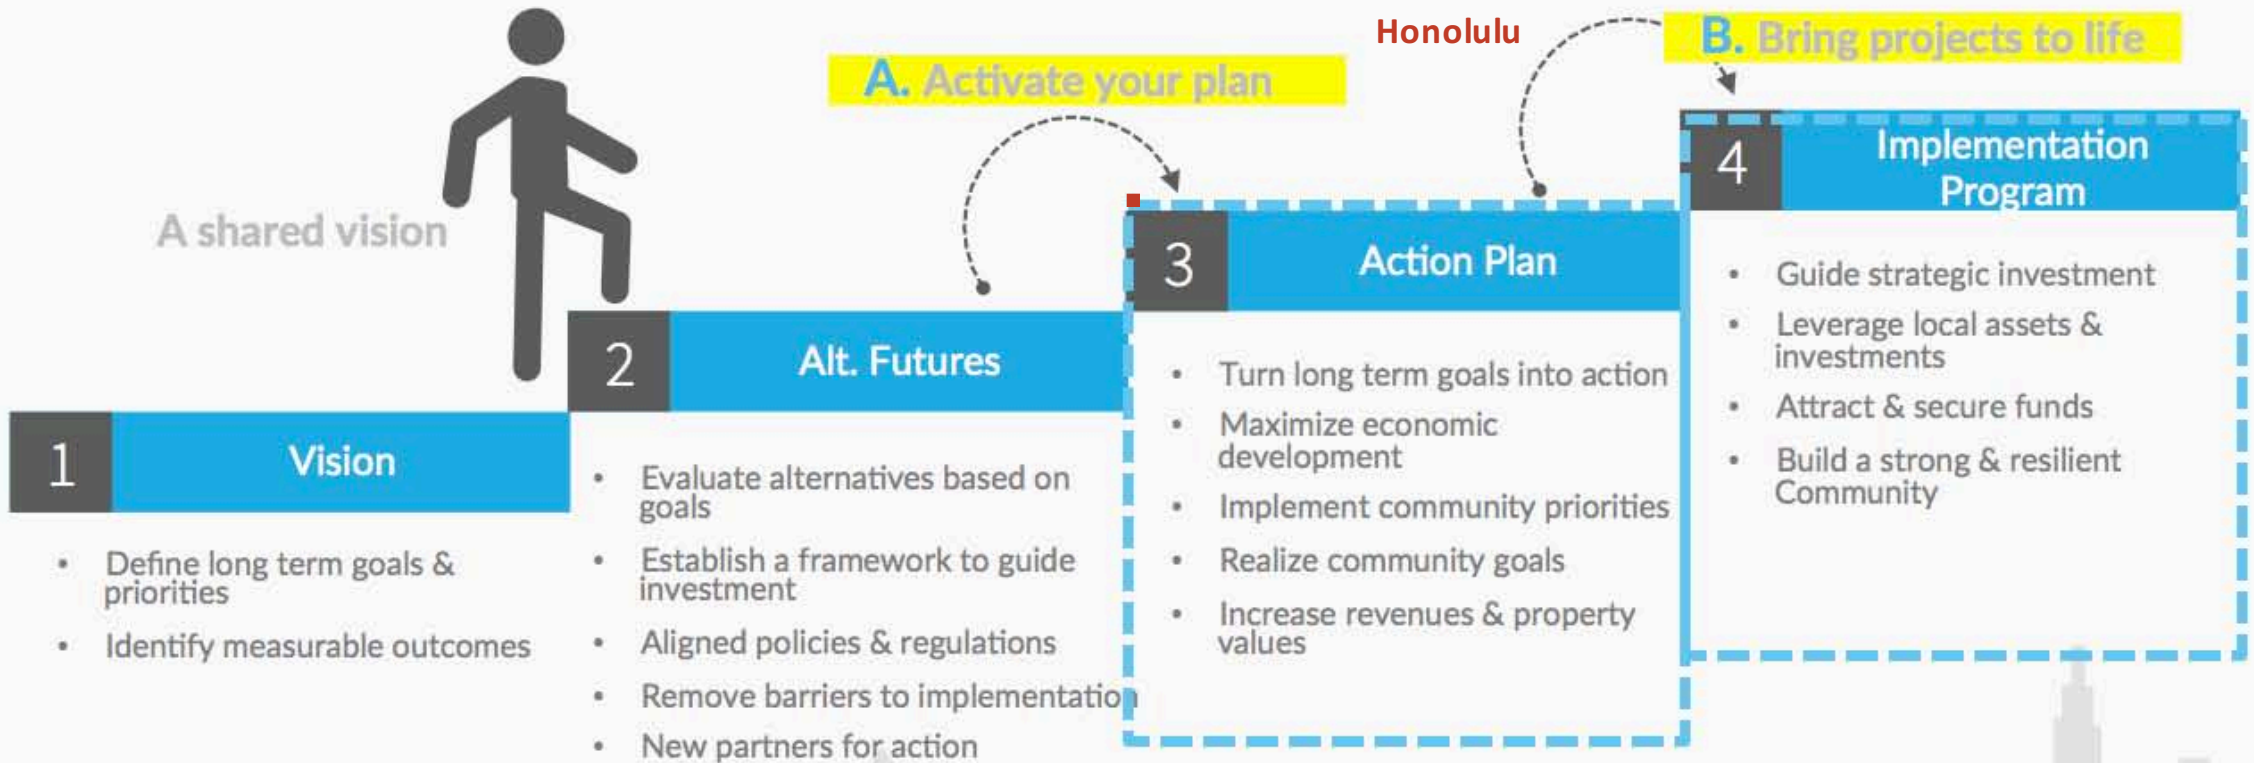 Honolulu
A. Activate your plan
B. Bring projects to life
A shared vision
1 Vision
• Define long term goals &
priorities
• Identify measurable outcomes
2 Alt. Futures
• Evaluate alternatives based on
goals
• Establish a framework to guide
investment
• Aligned policies & regulations
• Remove barriers to implementation
• New partners for action
3 Action Plan
• Turn long term goals into action
• Maximize economic
development
• Implement community priorities
• Realize community goals
• Increase revenues & property
values
4 Implementation
Program
• Guide strategic investment
• Leverage local assets &
investments
• Attract & secure funds
• Build a strong & resilient
Community